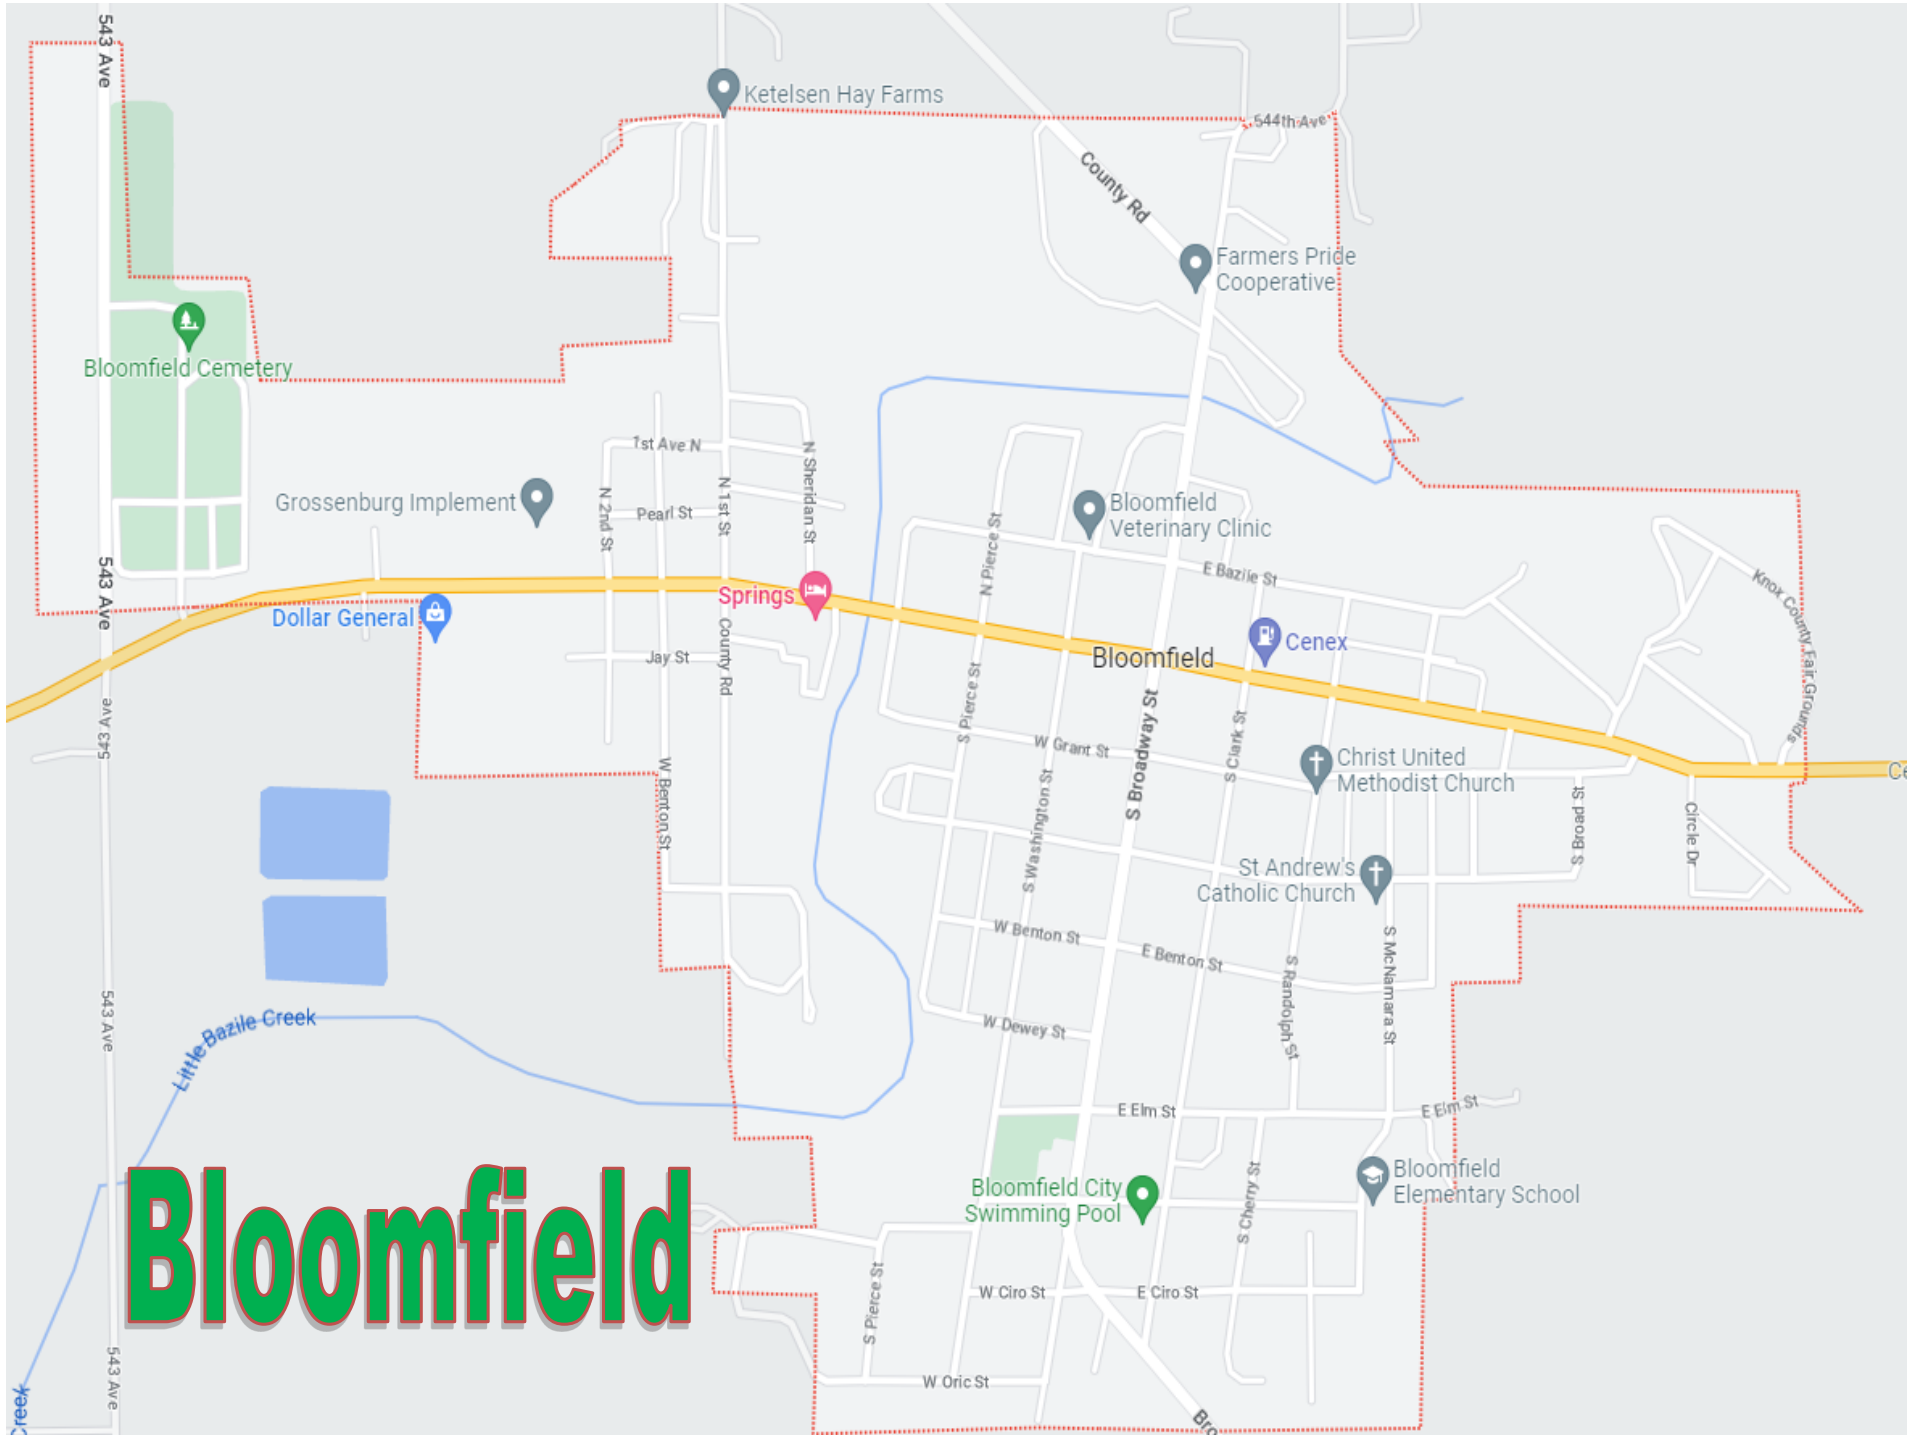 543 Ave
Ketelsen Hay Farms
544th Ave
County Rd
Farmers Pride
Cooperative
Bloomfield Cemetery
1st Ave N
N Sheridan St
Grossenburg Implement
N 2nd St
Pearl St
N 1st St
N Pierce St
Bloomfield
Veterinary Clinic
E Bazile St
Knox County Fair Grounds
543 Ave
Springs
Dollar General
County Rd
Jay St
Bloomfield
Cenex
S Pierce St
543 Ave
W Grant St
S Broadway St
S Clark St
Christ United
Methodist Church
Ce
W Benton St
S Washington St
S Broad St
Circle Dr
St Andrew's
Catholic Church
W Benton St
E Benton St
S Randolph St
S McNamara St
543 Ave
Little Bazile Creek
W Dewey St
E Elm St
E Elm St
Bloomfield City
Swimming Pool
S Cherry St
Bloomfield
Elementary School
Bloomfield
S Pierce St
W Ciro St
E Ciro St
543 Ave
W Oric St
Creek
Bro